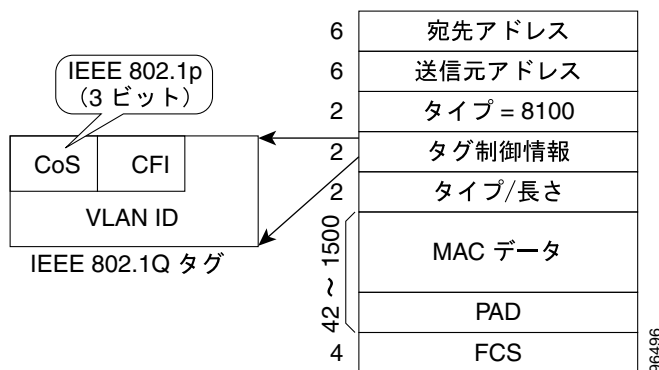 IEEE 802.1p
（3 ビット）
CoS
CFI
VLAN ID
IEEE 802.1Q タグ
6
宛先アドレス
6
送信元アドレス
2
タイプ = 8100
2
タグ制御情報
2
タイプ/長さ
42 ～ 1500
MAC データ
PAD
4
FCS
96496